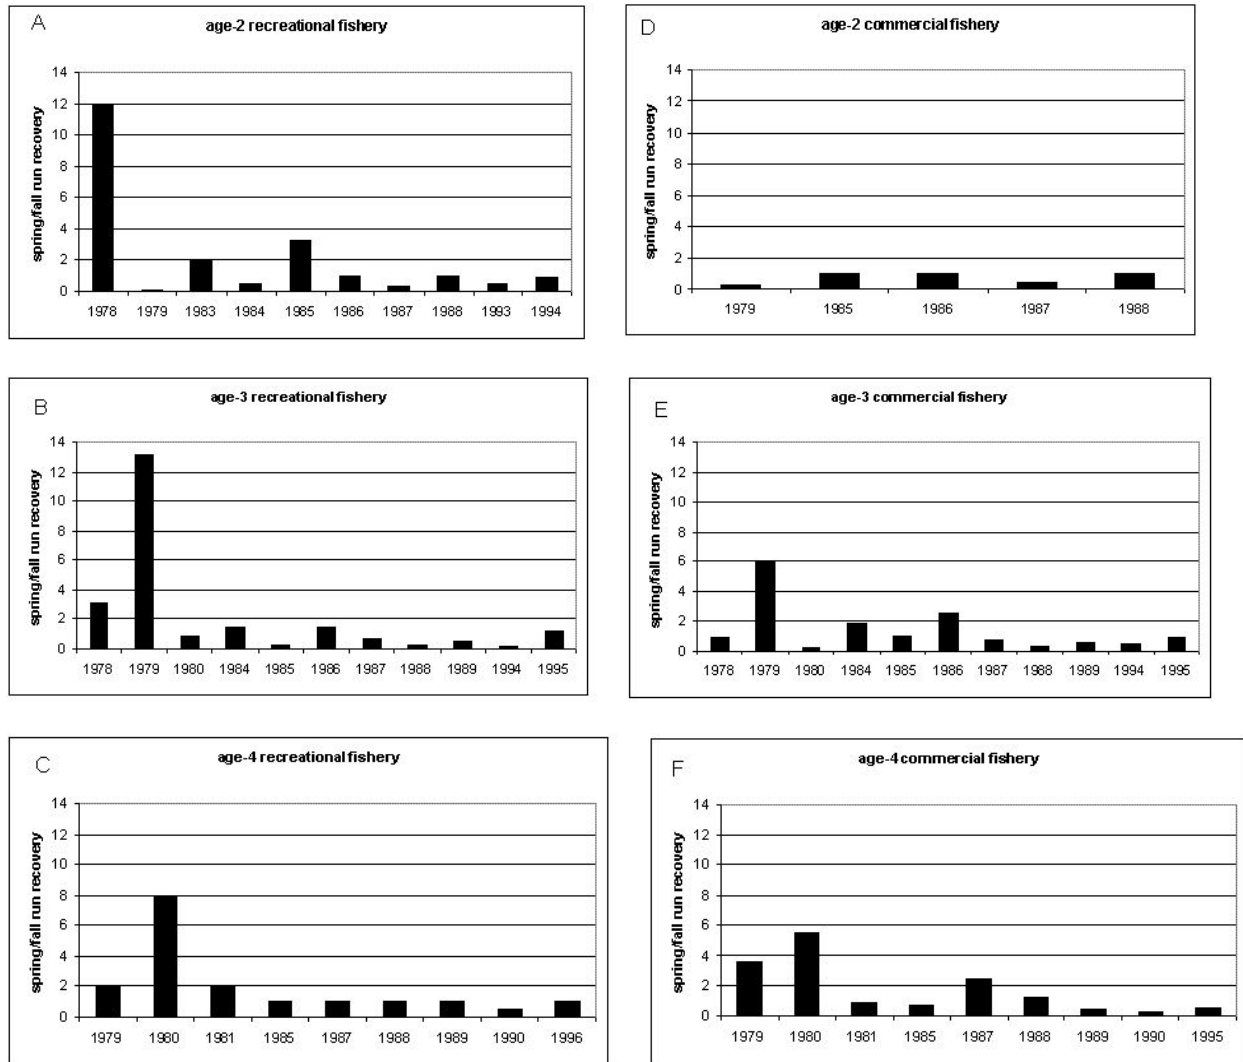 A
age-2 recreational fishery
spring/fall run recovery
14
12
10
8
6
4
2
0
1978 1979 1983 1984 1985 1986 1987 1988 1993 1994
D
age-2 commercial fishery
spring/fall run recovery
14
12
10
8
6
4
2
0
1979 1985 1986 1987 1988
B
age-3 recreational fishery
spring/fall run recovery
14
12
10
8
6
4
2
0
1978 1979 1980 1984 1985 1986 1987 1988 1989 1994 1995
E
age-3 commercial fishery
spring/fall run recovery
14
12
10
8
6
4
2
0
1978 1979 1980 1984 1985 1986 1987 1988 1989 1994 1995
C
age-4 recreational fishery
spring/fall run recovery
14
12
10
8
6
4
2
0
1979 1980 1981 1985 1987 1988 1989 1990 1996
F
age-4 commercial fishery
spring/fall run recovery
14
12
10
8
6
4
2
0
1979 1980 1981 1985 1987 1988 1989 1990 1995